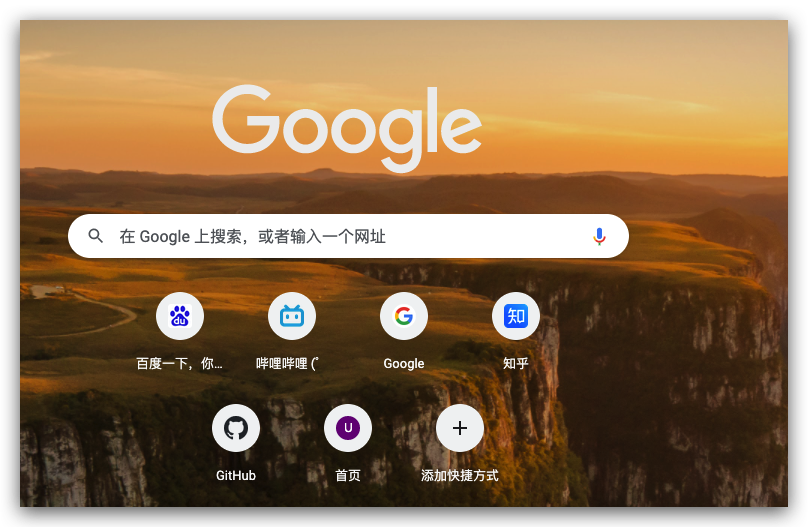 Google
在 Google 上搜索，或者输入一个网址
du
知
百度一下，你...
哔哩哔哩 (゜
Google
知乎
U
GitHub
首页
添加快捷方式